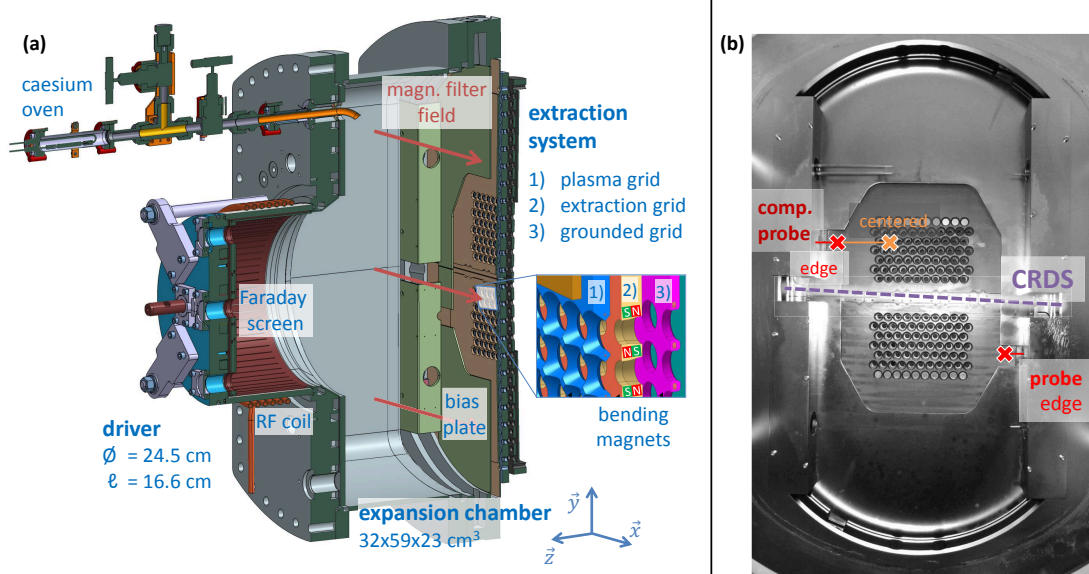 (a)
caesium
oven
magn. filter
field
extraction
system
1) plasma grid
2) extraction grid
3) grounded grid
Faraday
screen
1)
2)
3)
S N
N S
S N
bending
magnets
RF coil
bias
plate
driver
Ø = 24.5 cm
ℓ = 16.6 cm
expansion chamber
32x59x23 cm³
y⃗
x⃗
z⃗
(b)
comp.
probe
centered
edge
CRDS
probe
edge